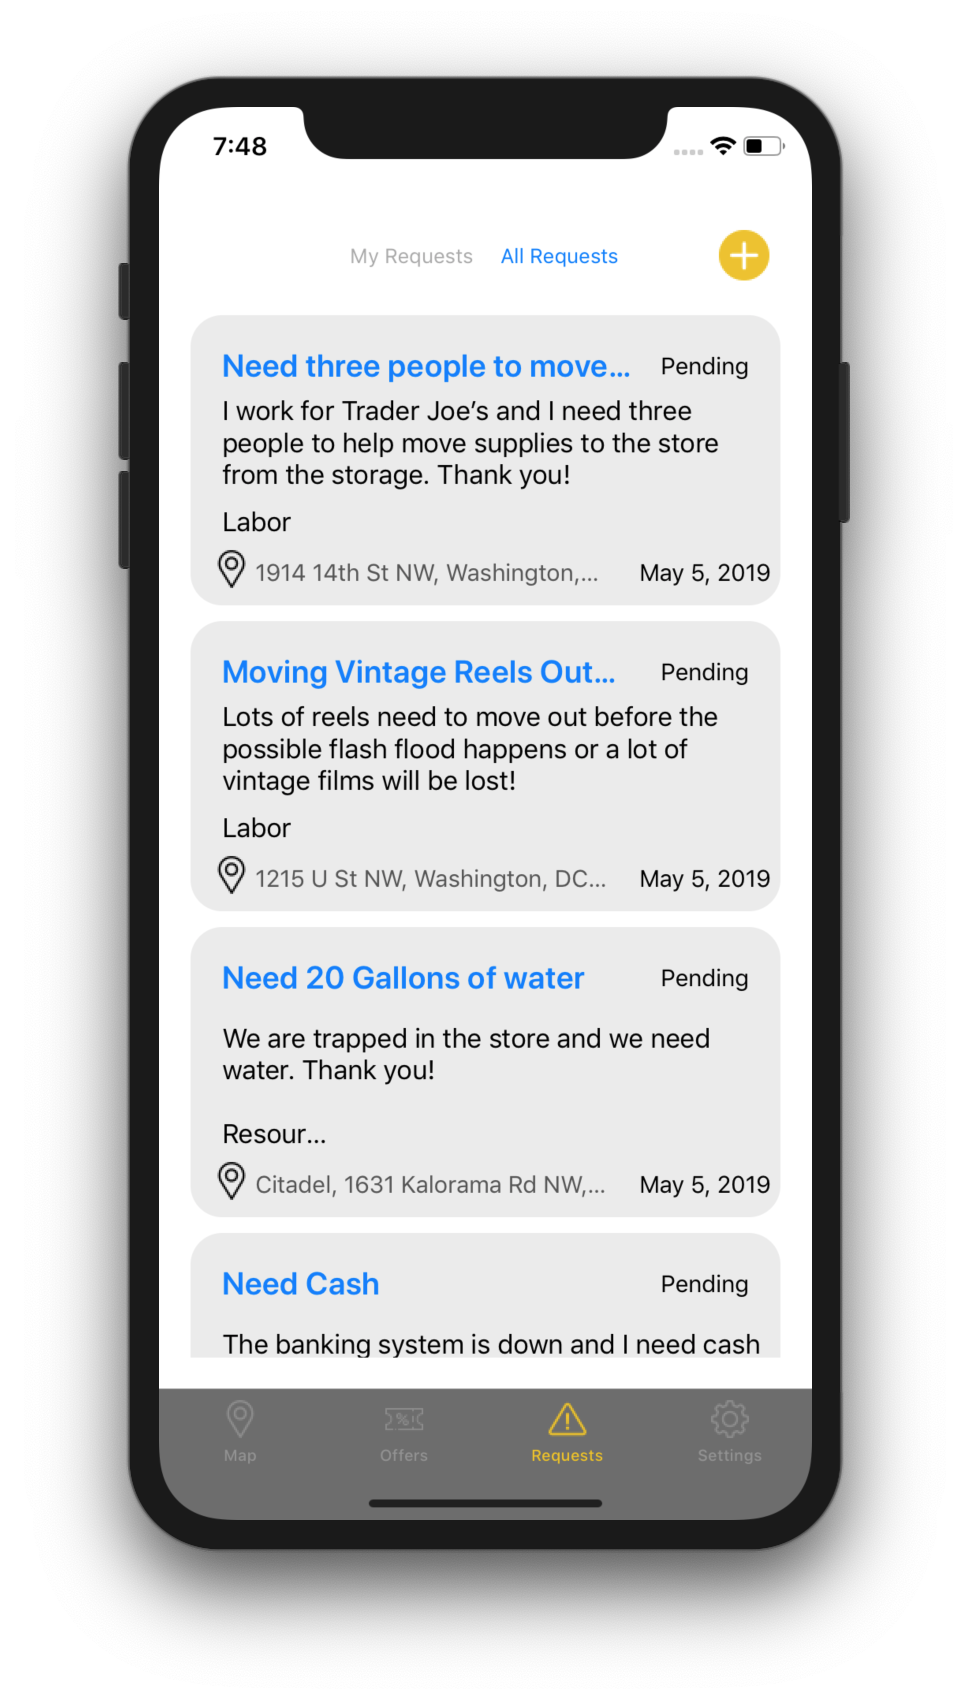 7:48
My Requests All Requests
Need three people to move... Pending
I work for Trader Joe's and I need three
people to help move supplies to the store
from the storage. Thank you!
Labor
1914 14th St NW, Washington,... May 5, 2019
Moving Vintage Reels Out... Pending
Lots of reels need to move out before the
possible flash flood happens or a lot of
vintage films will be lost!
Labor
1215 U St NW, Washington, DC... May 5, 2019
Need 20 Gallons of water Pending
We are trapped in the store and we need
water. Thank you!
Resour...
Citadel, 1631 Kalorama Rd NW,... May 5, 2019
Need Cash Pending
The banking system is down and I need cash
Map Offers Requests Settings